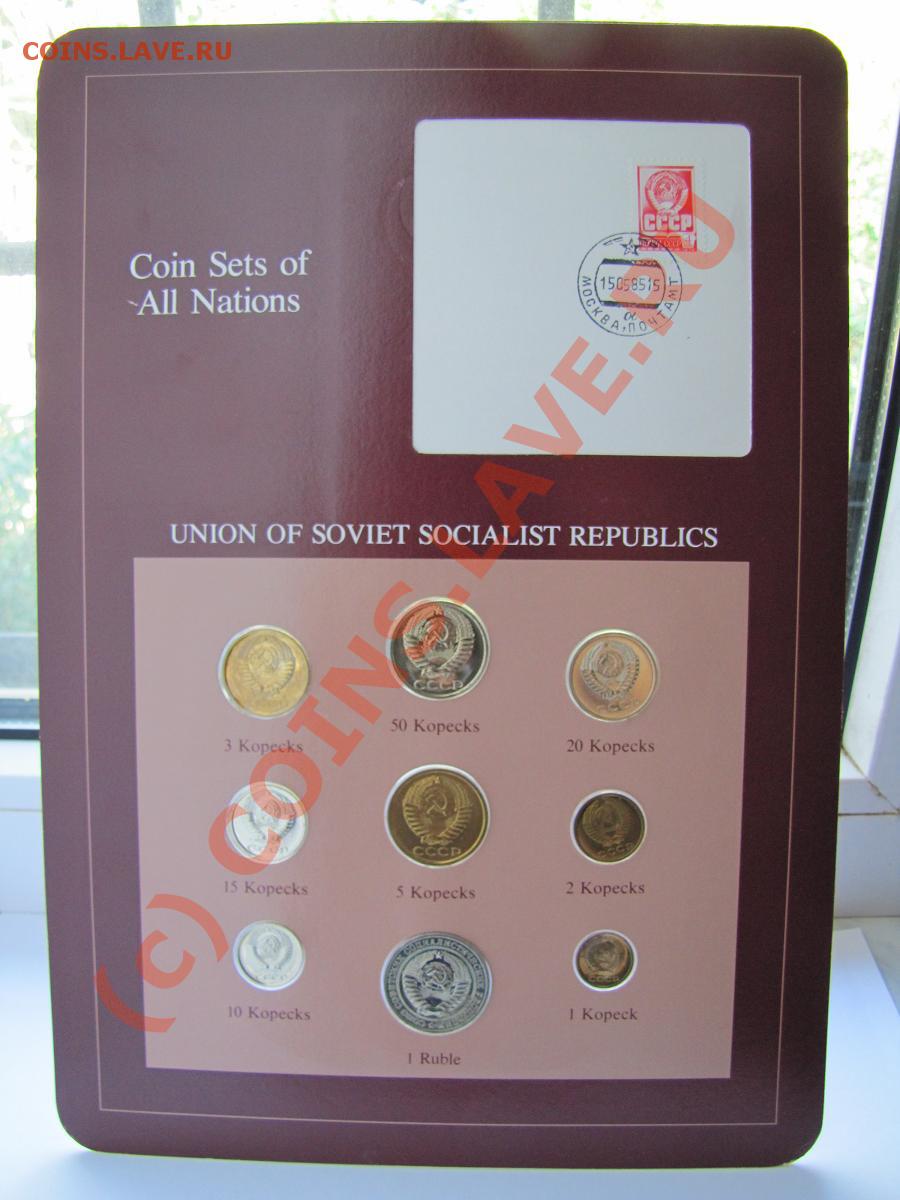 COINS.LAVE.RU
СССР
15058515
МОСКВА, ПОЧТАМТ
Coin Sets of
All Nations
UNION OF SOVIET SOCIALIST REPUBLICS
СССР
3 Kopecks
50 Kopecks
20 Kopecks
СССР
СССР
15 Kopecks
5 Kopecks
2 Kopecks
10 Kopecks
1 Ruble
1 Kopeck
(c) COINS.LAVE.RU